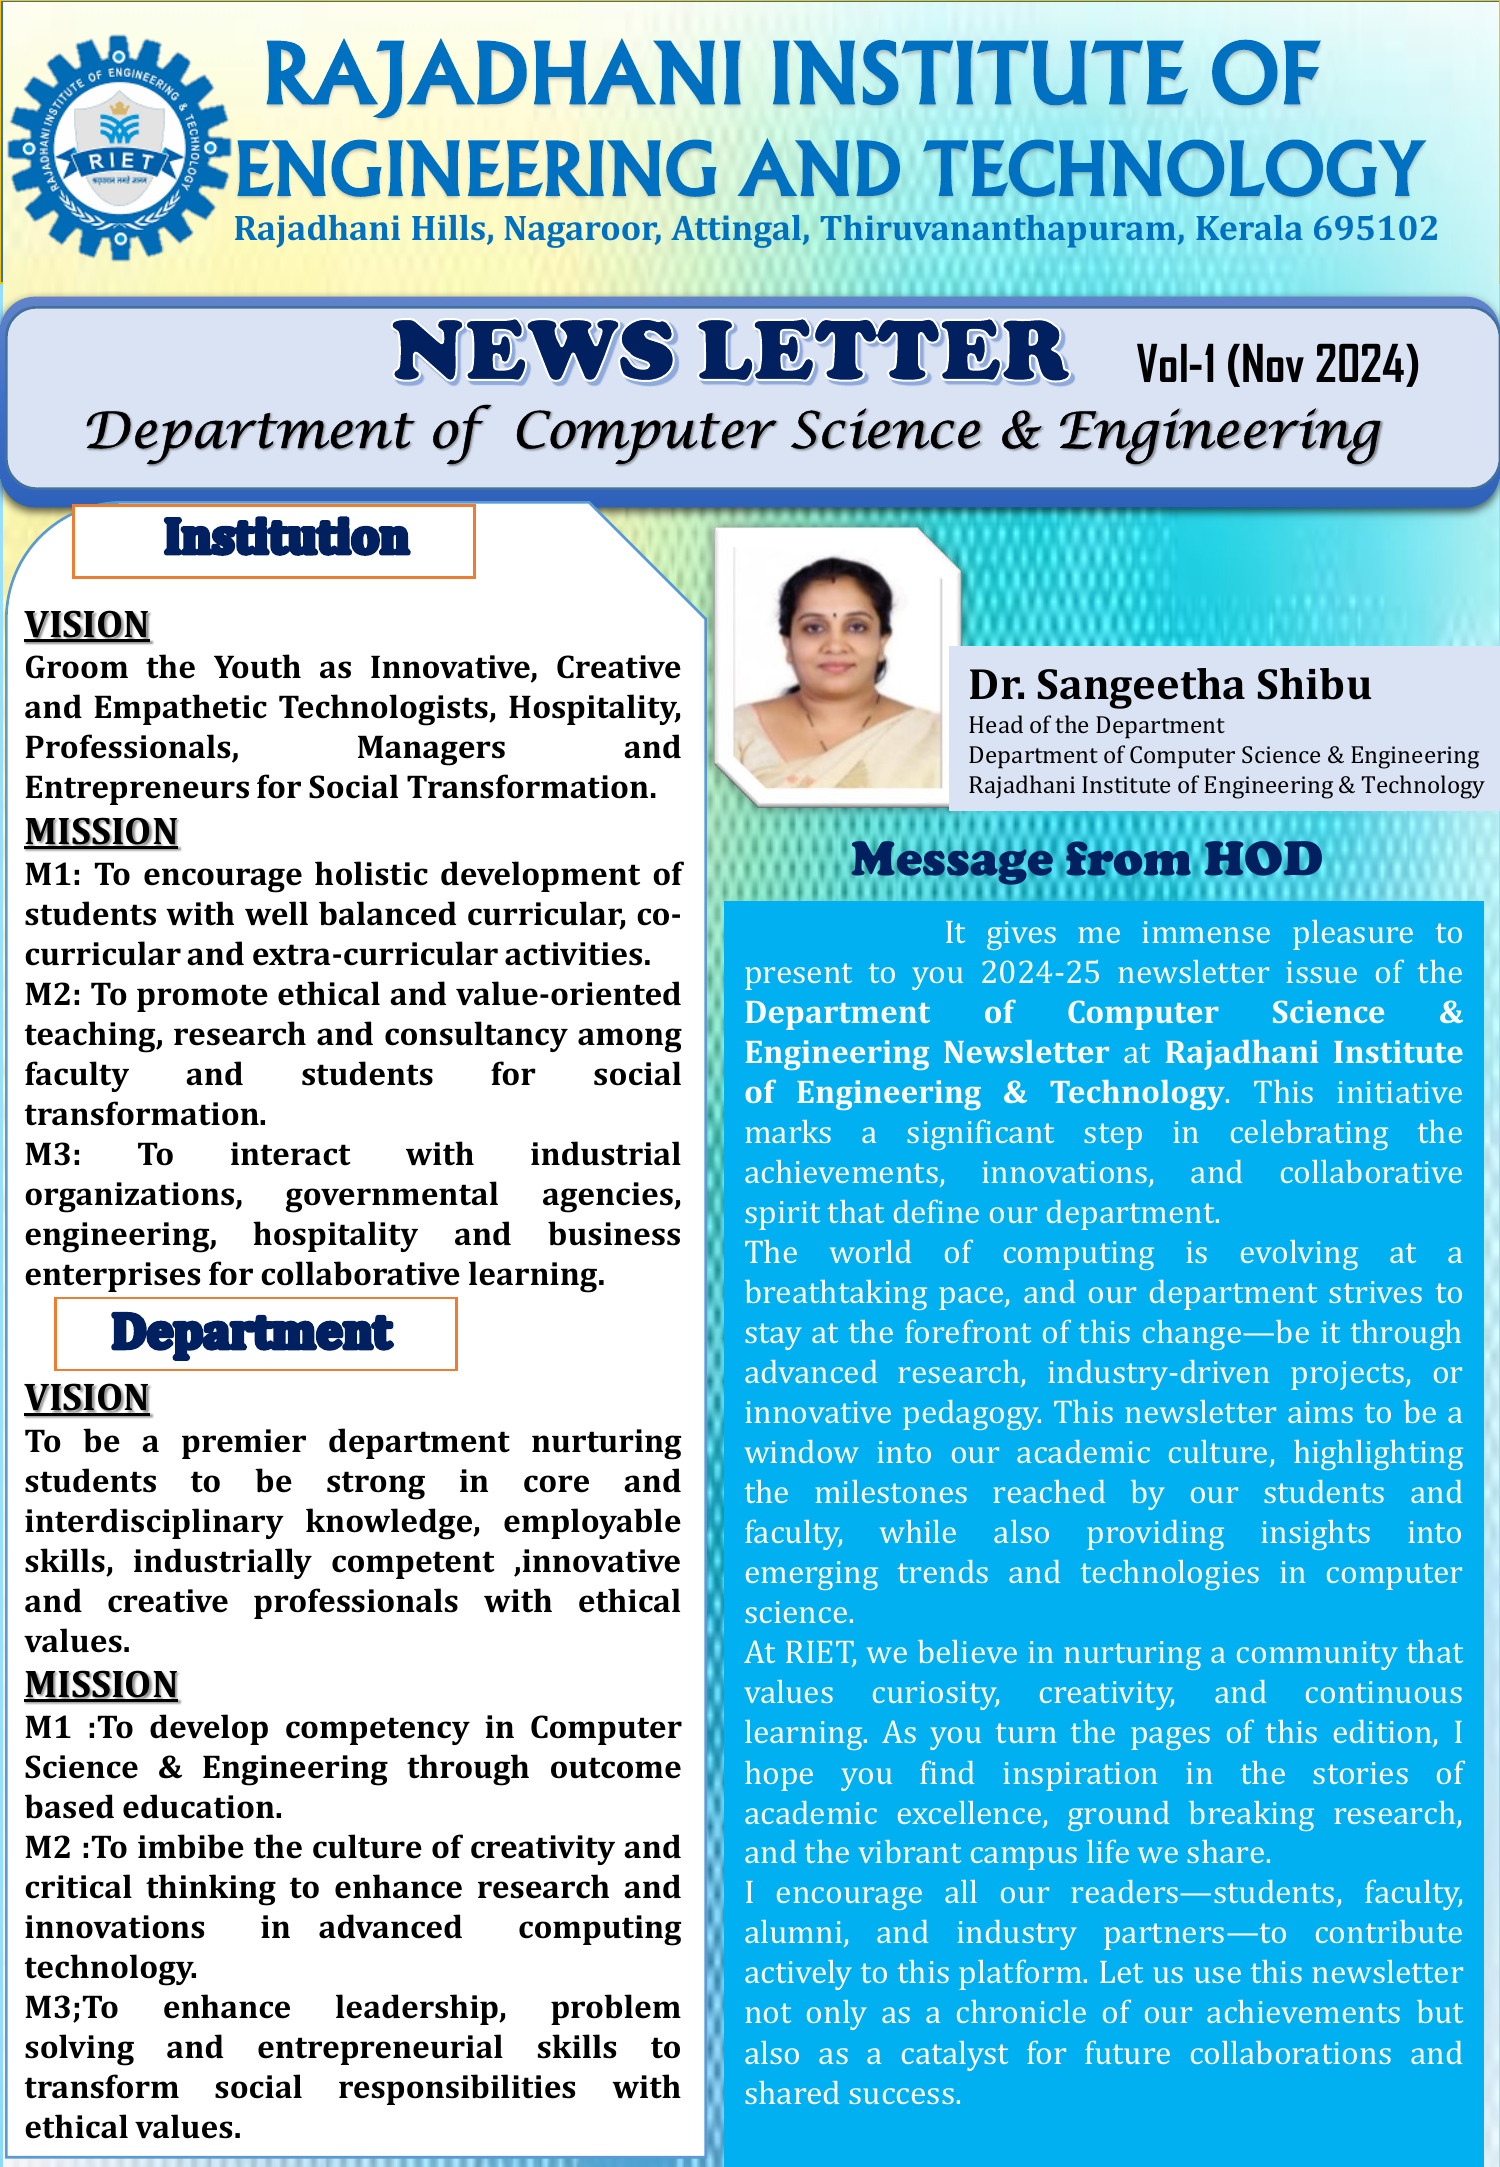 RAJADHANI INSTITUTE OF ENGINEERING & TECHNOLOGY
RIET
RAJADHANI INSTITUTE OF
ENGINEERING AND TECHNOLOGY
Rajadhani Hills, Nagaroor, Attingal, Thiruvananthapuram, Kerala 695102
NEWS LETTER
Vol-1 (Nov 2024)
Department of Computer Science & Engineering
Institution
VISION
Groom the Youth as Innovative, Creative
and Empathetic Technologists, Hospitality,
Professionals, Managers and
Entrepreneurs for Social Transformation.
MISSION
M1: To encourage holistic development of
students with well balanced curricular, co-
curricular and extra-curricular activities.
M2: To promote ethical and value-oriented
teaching, research and consultancy among
faculty and students for social
transformation.
M3: To interact with industrial
organizations, governmental agencies,
engineering, hospitality and business
enterprises for collaborative learning.
Department
VISION
To be a premier department nurturing
students to be strong in core and
interdisciplinary knowledge, employable
skills, industrially competent ,innovative
and creative professionals with ethical
values.
MISSION
M1 :To develop competency in Computer
Science & Engineering through outcome
based education.
M2 :To imbibe the culture of creativity and
critical thinking to enhance research and
innovations in advanced computing
technology.
M3;To enhance leadership, problem
solving and entrepreneurial skills to
transform social responsibilities with
ethical values.
Dr. Sangeetha Shibu
Head of the Department
Department of Computer Science & Engineering
Rajadhani Institute of Engineering & Technology
Message from HOD
It gives me immense pleasure to
present to you 2024-25 newsletter issue of the
Department of Computer Science &
Engineering Newsletter at Rajadhani Institute
of Engineering & Technology. This initiative
marks a significant step in celebrating the
achievements, innovations, and collaborative
spirit that define our department.
The world of computing is evolving at a
breathtaking pace, and our department strives to
stay at the forefront of this change—be it through
advanced research, industry-driven projects, or
innovative pedagogy. This newsletter aims to be a
window into our academic culture, highlighting
the milestones reached by our students and
faculty, while also providing insights into
emerging trends and technologies in computer
science.
At RIET, we believe in nurturing a community that
values curiosity, creativity, and continuous
learning. As you turn the pages of this edition, I
hope you find inspiration in the stories of
academic excellence, ground breaking research,
and the vibrant campus life we share.
I encourage all our readers—students, faculty,
alumni, and industry partners—to contribute
actively to this platform. Let us use this newsletter
not only as a chronicle of our achievements but
also as a catalyst for future collaborations and
shared success.